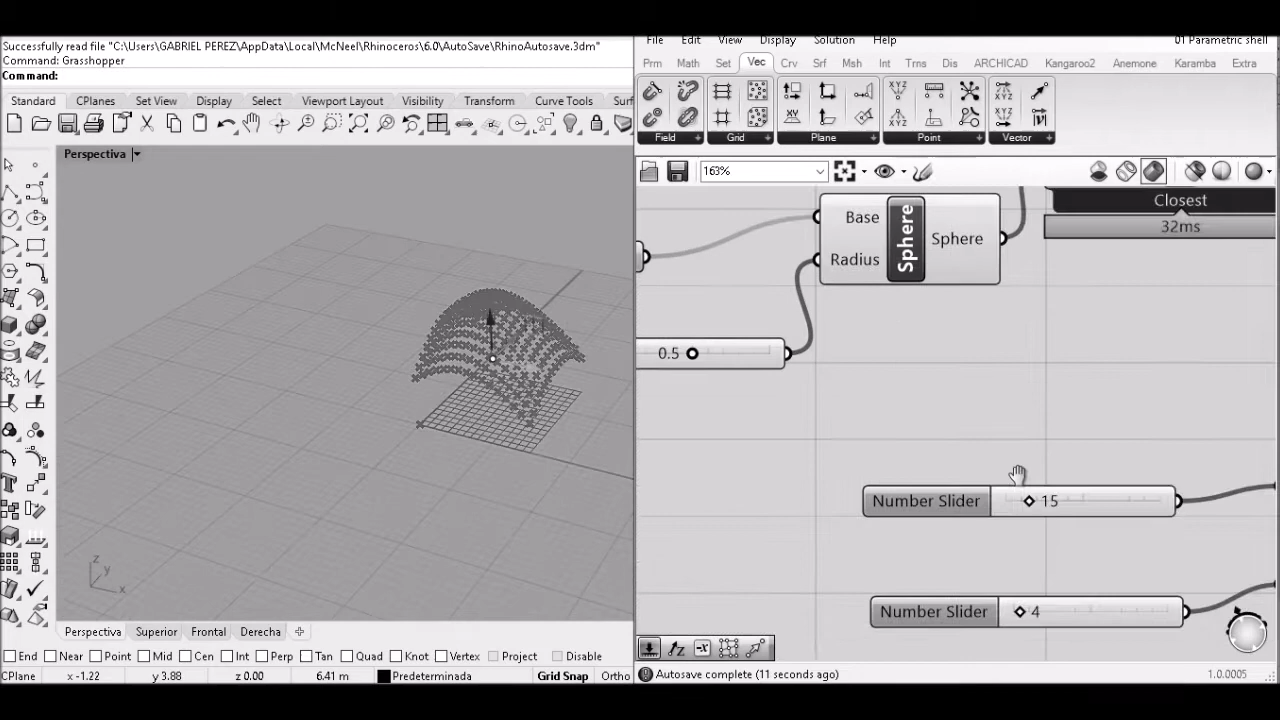 Successfully read file "C:\Users\GABRIEL PEREZ\AppData\Local\McNeel\Rhinoceros\6.0\AutoSave\RhinoAutosave.3dm"
Command: Grasshopper
Command:
Standard CPlanes Set View Display Select Viewport Layout Visibility Transform Curve Tools Surf
Perspectiva
z
y
x
Perspectiva Superior Frontal Derecha
End Near Point Mid Cen Int Perp Tan Quad Knot Vertex Project Disable
CPlane x -1.22 y 3.88 z 0.00 6.41 m Predeterminada Grid Snap Ortho
File Edit View Display Solution Help 01 Parametric shell
Prm Math Set Vec Crv Srf Msh Int Trns Dis ARCHICAD Kangaroo2 Anemone Karamba Extra
Field Grid Plane Point Vector
163%
Base
Radius
Sphere
Sphere
Closest
32ms
0.5
Number Slider 15
Number Slider 4
Autosave complete (11 seconds ago) 1.0.0005